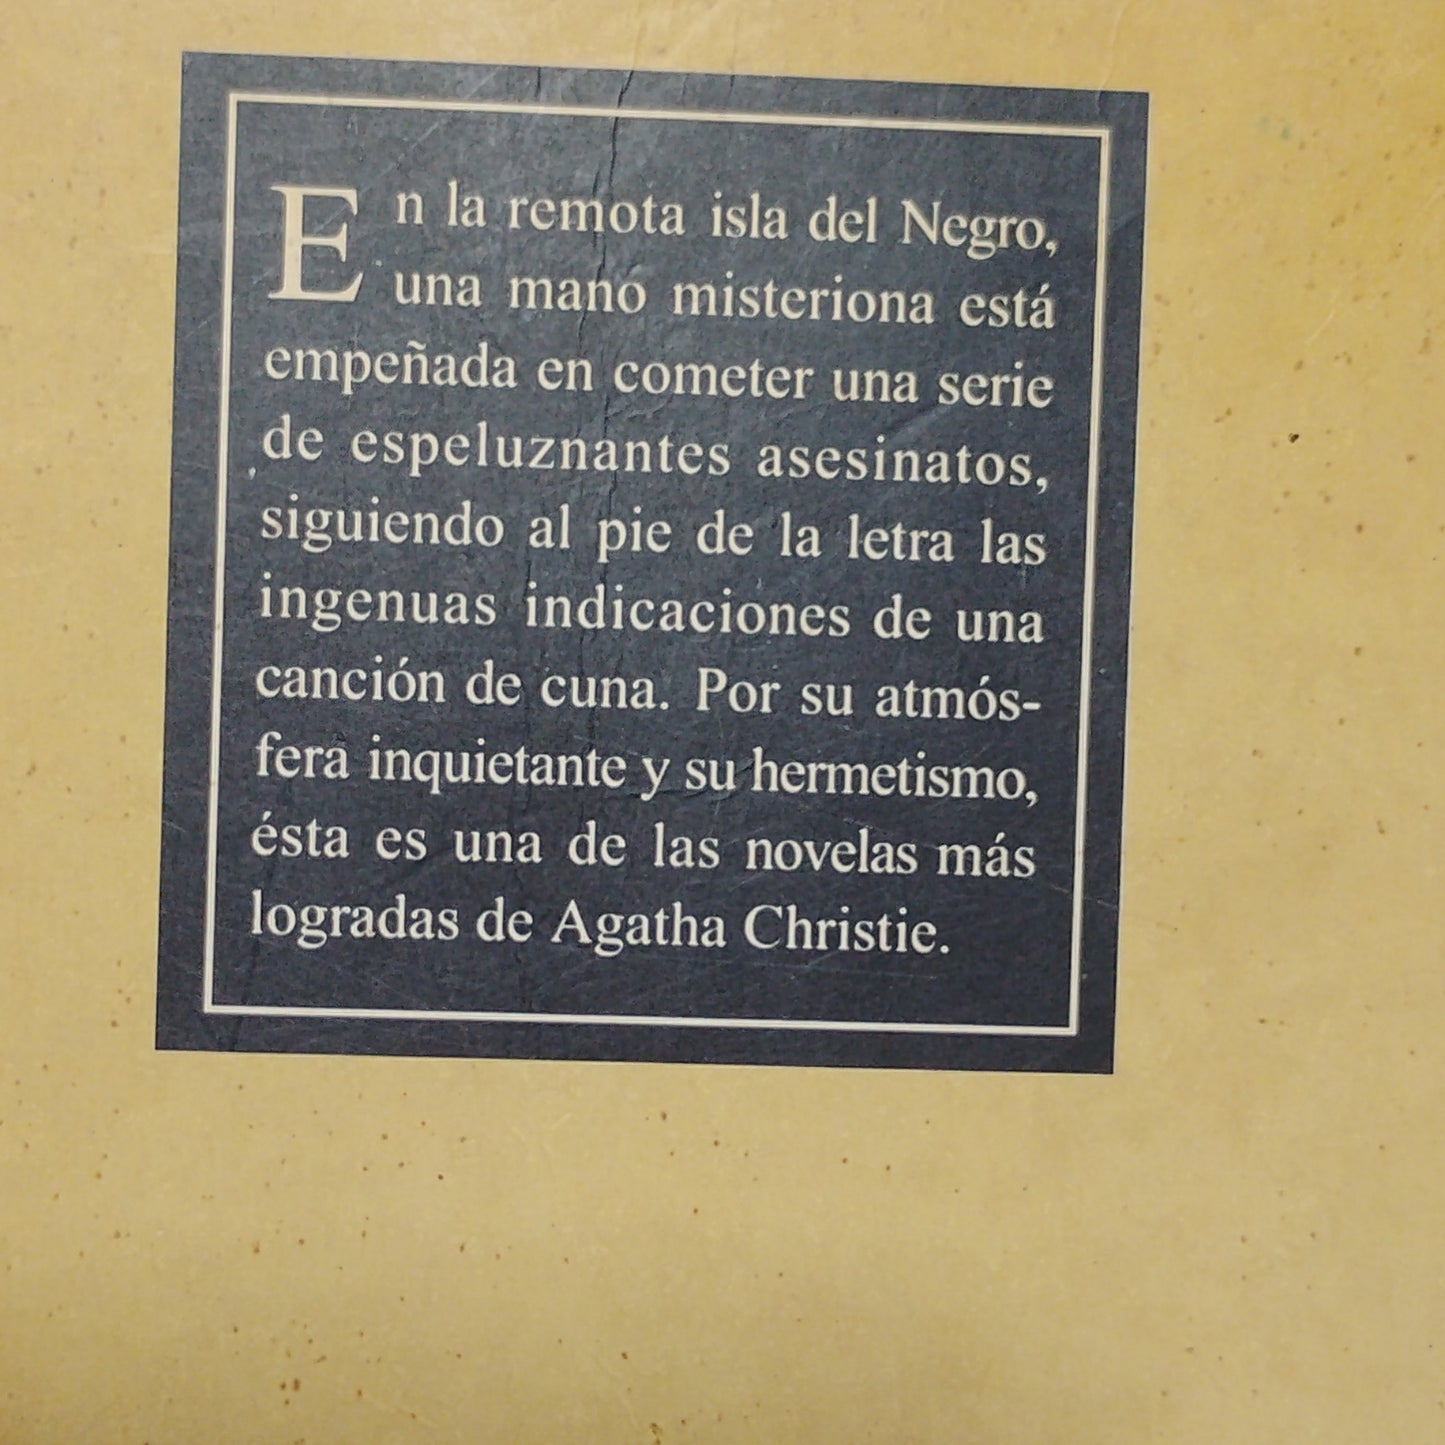 En la remota isla del Negro,
una mano misteriona está
empeñada en cometer una serie
de espeluznantes asesinatos,
siguiendo al pie de la letra las
ingenuas indicaciones de una
canción de cuna. Por su atmós-
fera inquietante y su hermetismo,
ésta es una de las novelas más
logradas de Agatha Christie.